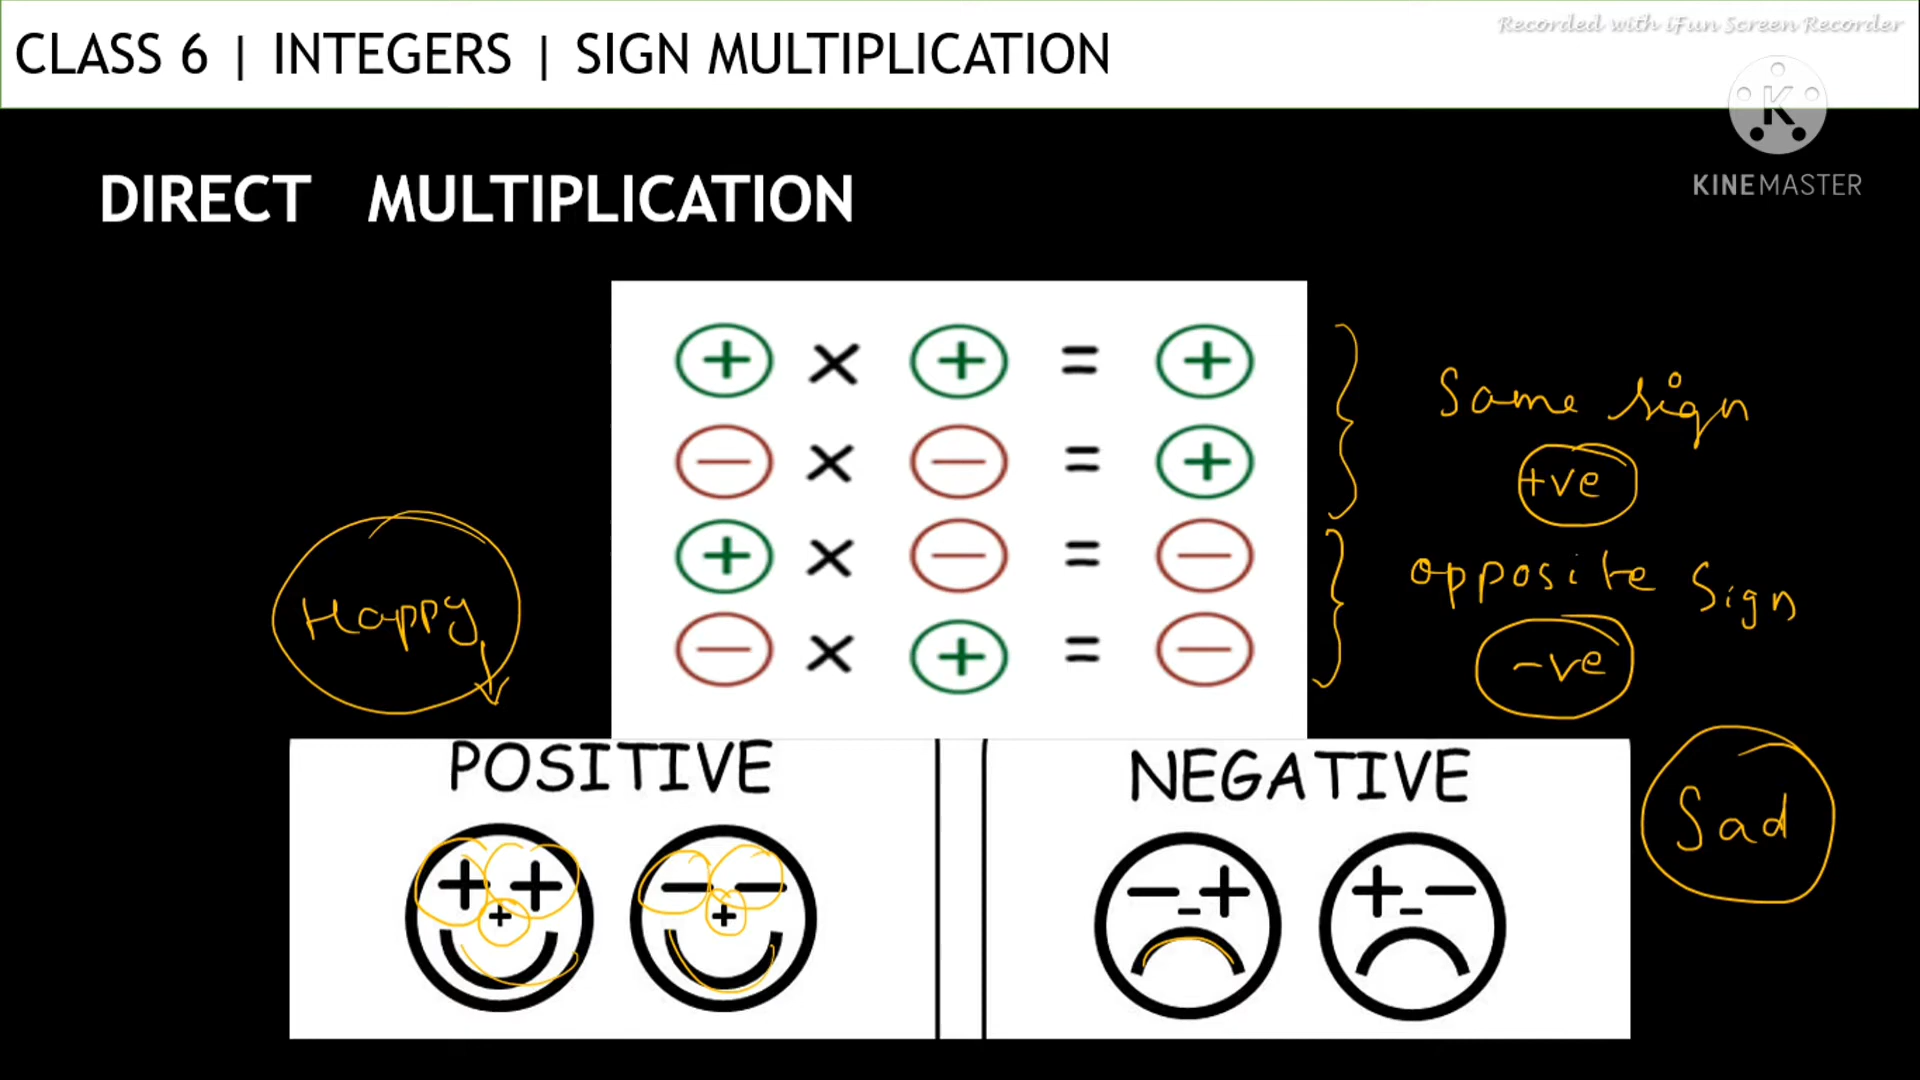 Recorded with iFun Screen Recorder
CLASS 6 | INTEGERS | SIGN MULTIPLICATION
K
KINEMASTER
DIRECT MULTIPLICATION
+ × + = +
− × − = +
+ × − = −
− × + = −
Same sign
+ve
opposite Sign
-ve
Happy
POSITIVE
NEGATIVE
Sad
+ +
+
− −
+
− +
−
+ −
−